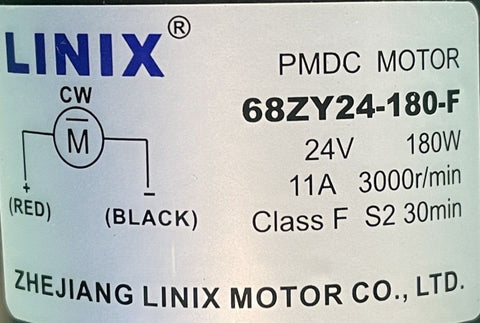 LINIX®
PMDC MOTOR
CW
68ZY24-180-F
M
24V 180W
11A 3000r/min
+ −
(RED) (BLACK)
Class F S2 30min
ZHEJIANG LINIX MOTOR CO., LTD.